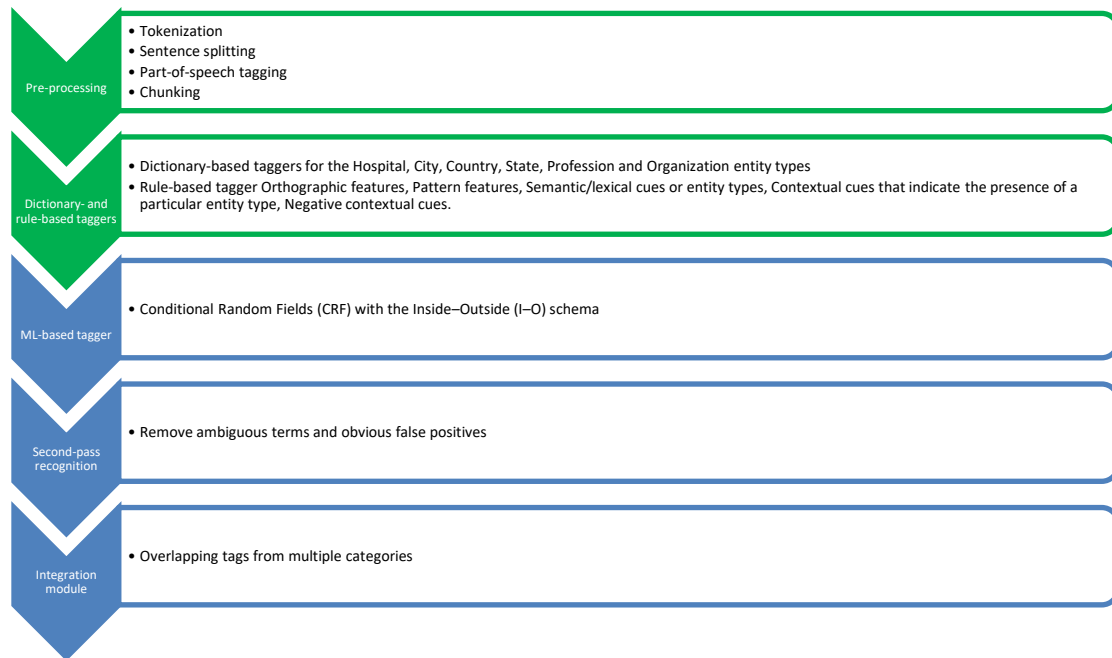 Pre-processing
• Tokenization
• Sentence splitting
• Part-of-speech tagging
• Chunking
Dictionary- and
rule-based taggers
• Dictionary-based taggers for the Hospital, City, Country, State, Profession and Organization entity types
• Rule-based tagger Orthographic features, Pattern features, Semantic/lexical cues or entity types, Contextual cues that indicate the presence of a
particular entity type, Negative contextual cues.
ML-based tagger
• Conditional Random Fields (CRF) with the Inside–Outside (I–O) schema
Second-pass
recognition
• Remove ambiguous terms and obvious false positives
Integration
module
• Overlapping tags from multiple categories